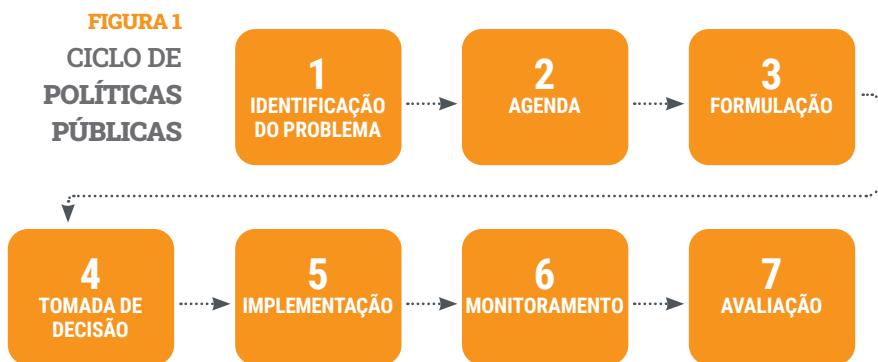 FIGURA 1
CICLO DE
POLÍTICAS
PÚBLICAS
1
IDENTIFICAÇÃO
DO PROBLEMA
2
AGENDA
3
FORMULAÇÃO
4
TOMADA DE
DECISÃO
5
IMPLEMENTAÇÃO
6
MONITORAMENTO
7
AVALIAÇÃO